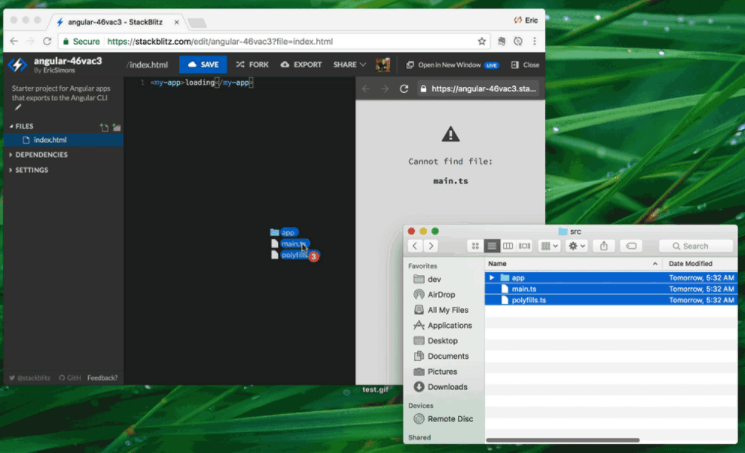 angular-46vac3 - StackBlitz
Eric
Secure
https://stackblitz.com/edit/angular-46vac3?file=index.html
angular-46vac3
By EricSimons
/index.html
SAVE
FORK
EXPORT
SHARE
Open in New Window
LIVE
Close
Starter project for Angular apps
that exports to the Angular CLI
FILES
index.html
DEPENDENCIES
SETTINGS
1 <my-app>loading</my-app>
https://angular-46vac3.sta...
Cannot find file:
main.ts
app
main.ts
polyfills
3
@stackblitz
GitH
Feedback?
test.gif
src
Search
Favorites
dev
AirDrop
All My Files
Applications
Desktop
Documents
Pictures
Downloads
Devices
Remote Disc
Shared
Name
Date Modified
app
Tomorrow, 5:32 AM
main.ts
Tomorrow, 5:32 AM
polyfills.ts
Tomorrow, 5:32 AM